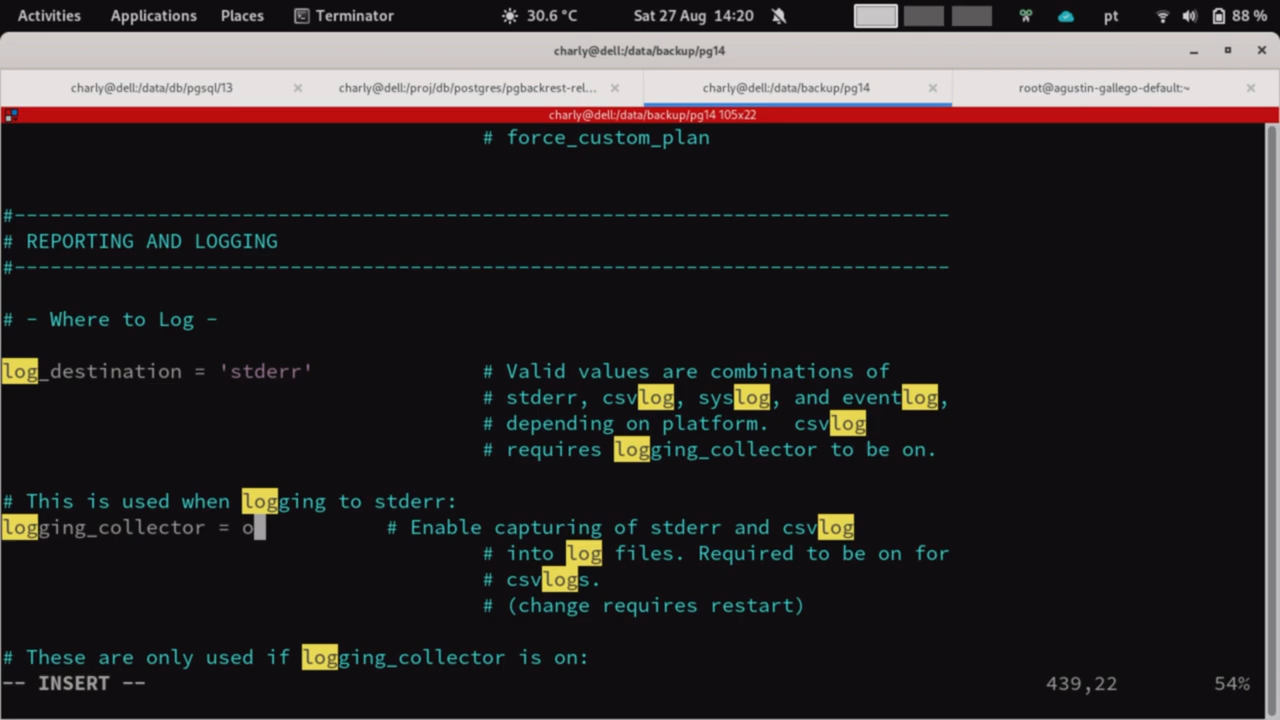 Activities Applications Places Terminator 30.6 °C Sat 27 Aug 14:20 pt 88 %
charly@dell:/data/backup/pg14
charly@dell:/data/db/pgsql/13 × charly@dell:/proj/db/postgres/pgbackrest-rel... × charly@dell:/data/backup/pg14 × root@agustin-gallego-default:~ ×
charly@dell:/data/backup/pg14 105x22
# force_custom_plan
#------------------------------------------------------------------------------
# REPORTING AND LOGGING
#------------------------------------------------------------------------------
# - Where to Log -
log_destination = 'stderr' # Valid values are combinations of
# stderr, csvlog, syslog, and eventlog,
# depending on platform.  csvlog
# requires logging_collector to be on.
# This is used when logging to stderr:
logging_collector = o # Enable capturing of stderr and csvlog
# into log files. Required to be on for
# csvlogs.
# (change requires restart)
# These are only used if logging_collector is on:
-- INSERT -- 439,22 54%